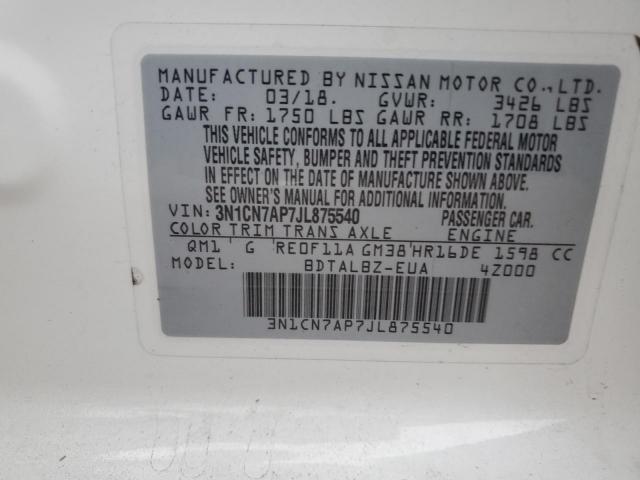 MANUFACTURED BY NISSAN MOTOR CO.,LTD.
DATE: 03/18. GVWR: 3426 LBS
GAWR FR: 1750 LBS GAWR RR: 1708 LBS
THIS VEHICLE CONFORMS TO ALL APPLICABLE FEDERAL MOTOR
VEHICLE SAFETY, BUMPER AND THEFT PREVENTION STANDARDS
IN EFFECT ON THE DATE OF MANUFACTURE SHOWN ABOVE.
SEE OWNER'S MANUAL FOR ADDITIONAL INFORMATION
VIN: 3N1CN7AP7JL875540 PASSENGER CAR.
COLOR TRIM TRANS AXLE ENGINE
QM1 G RE0F11A GM38 HR16DE 1598 CC
MODEL: BDTALBZ-EUA 4Z000
3N1CN7AP7JL875540